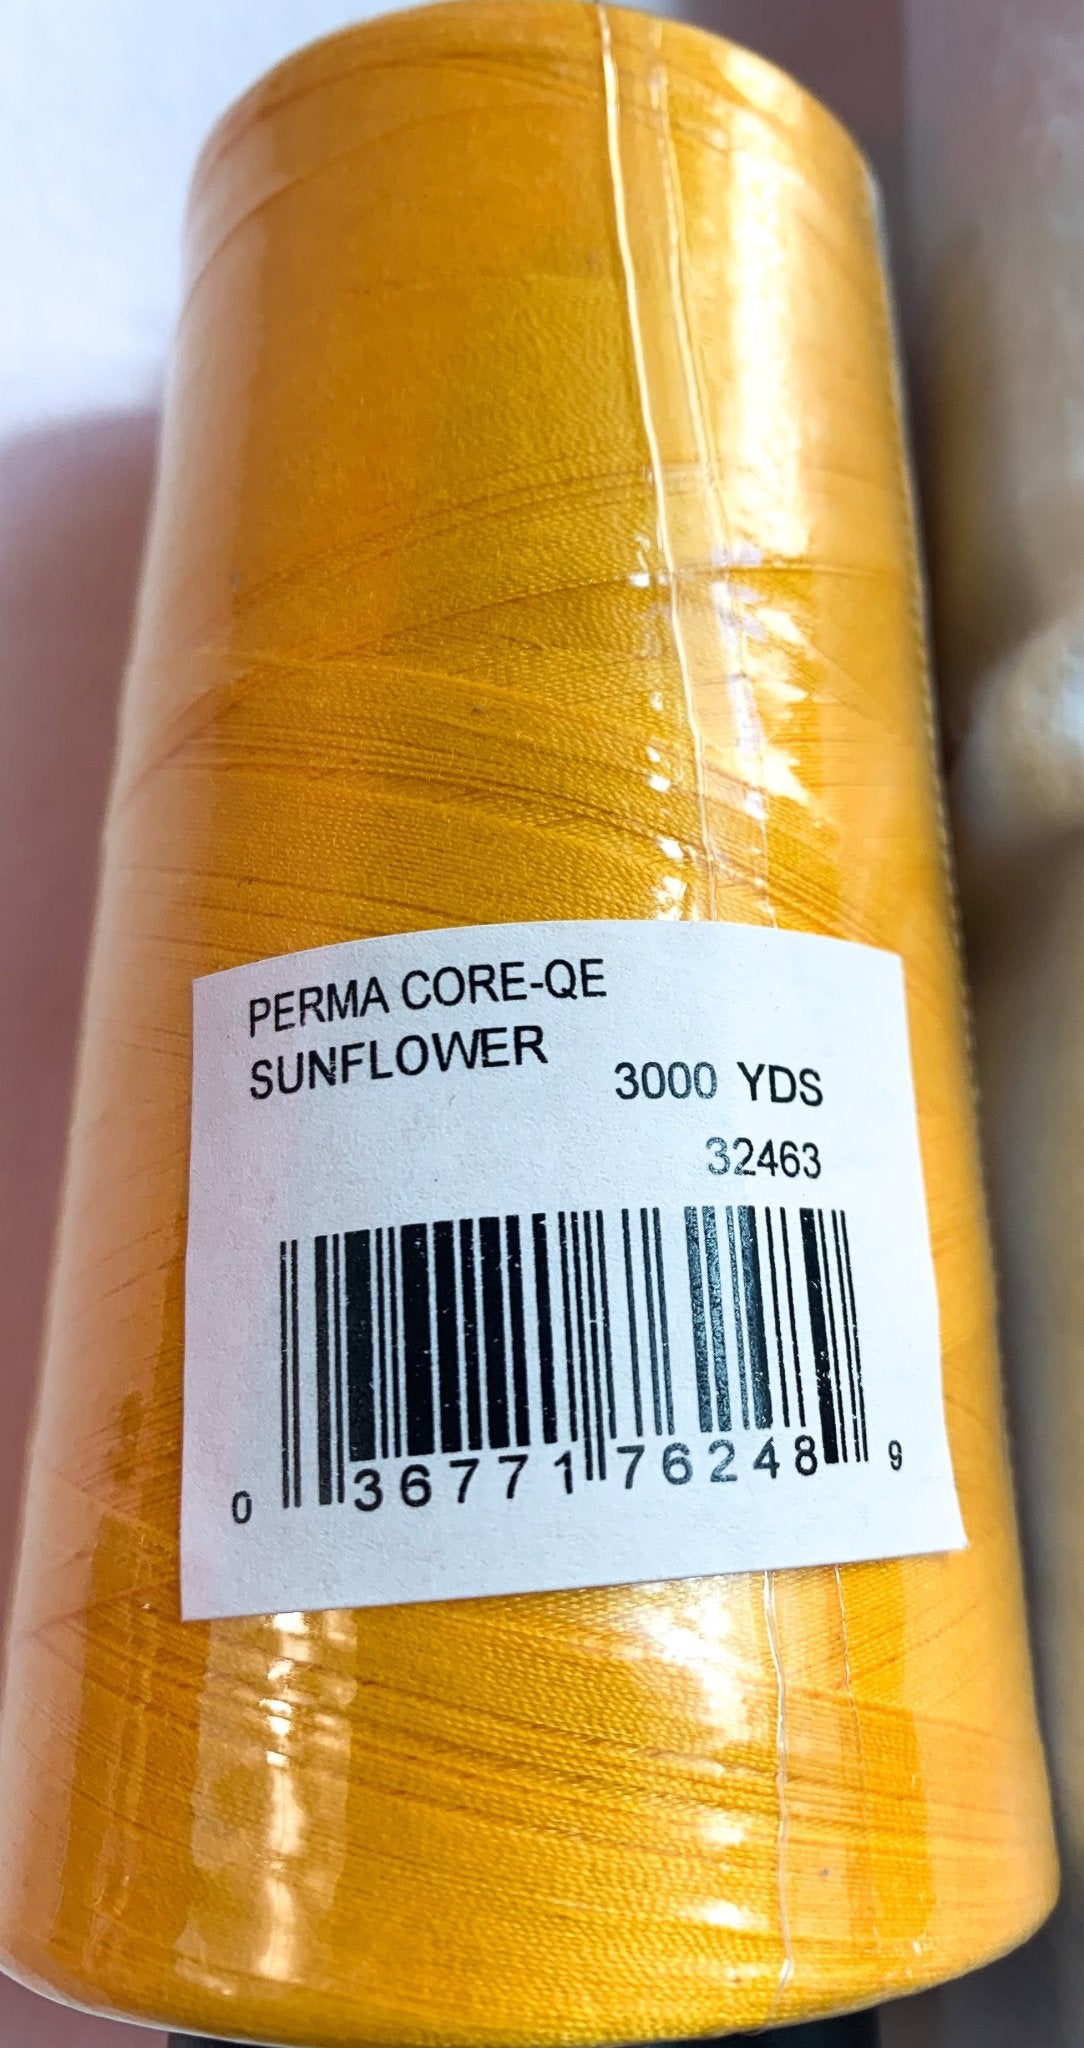 PERMA CORE-QE
SUNFLOWER
3000 YDS
32463
0 36771 76248 9